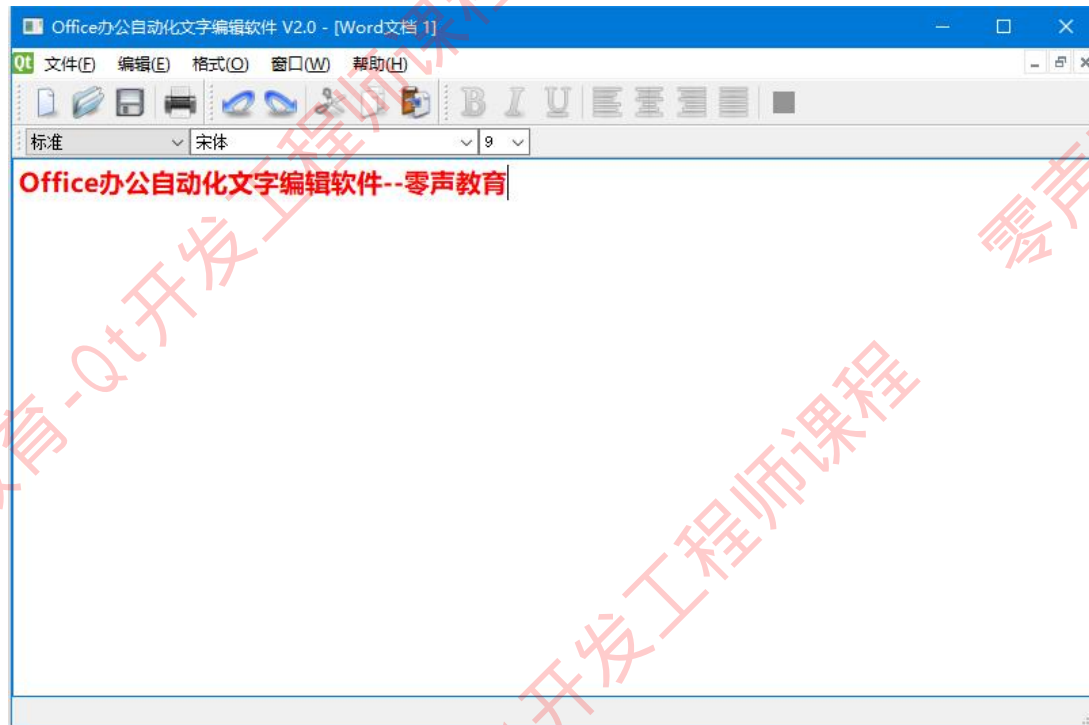 Office办公自动化文字编辑软件 V2.0 - [Word文档 1]
Qt 文件(F) 编辑(E) 格式(O) 窗口(W) 帮助(H)
B I U
标准 宋体 9
Office办公自动化文字编辑软件--零声教育
零声
教育-Qt开发工程师课程
开发工程师课程